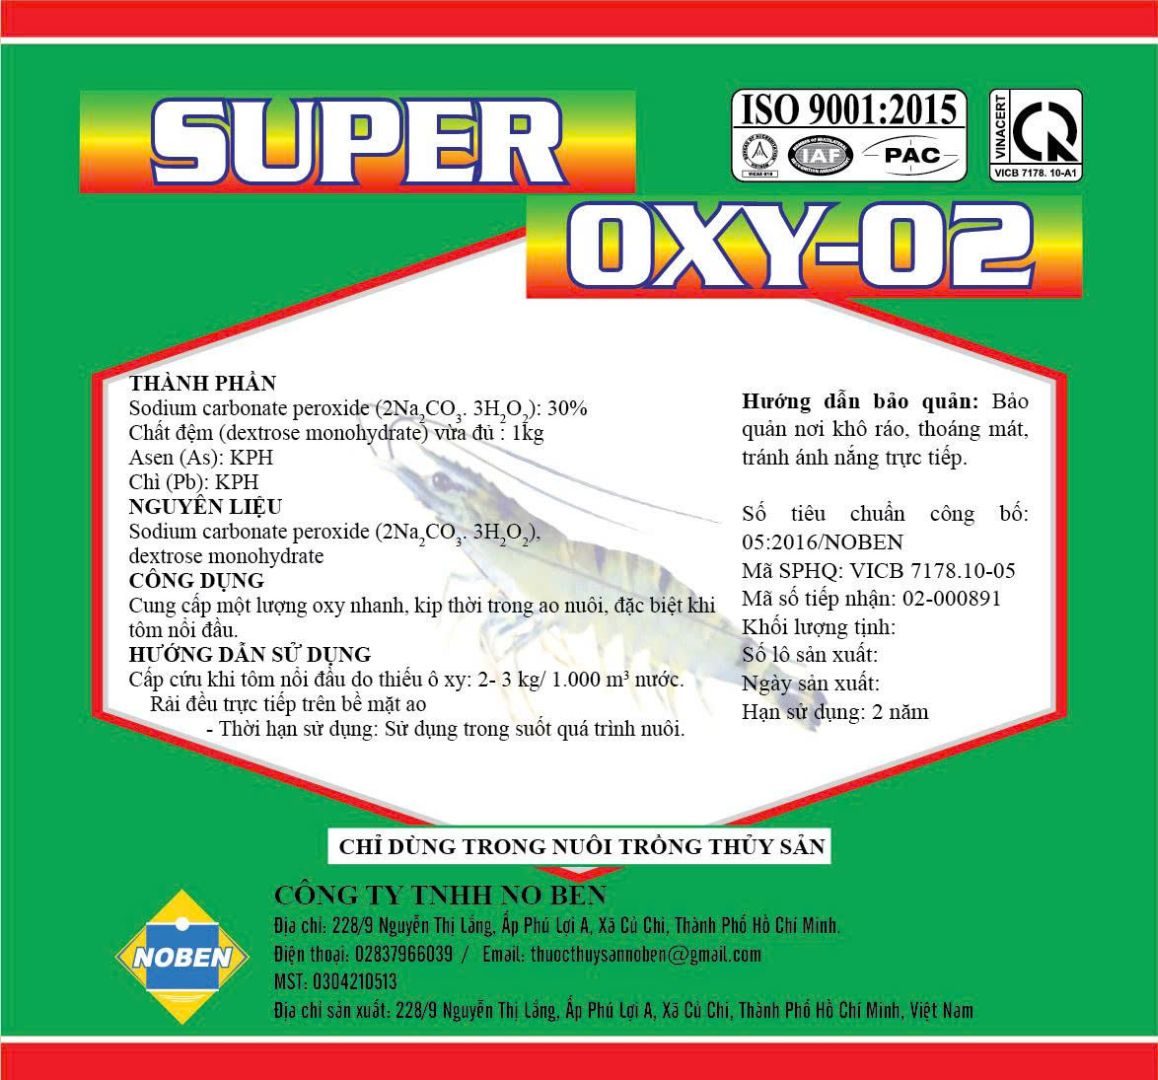 SUPER
OXY-02
ISO 9001:2015
IAF
PAC
VINACERT
VICB 7178. 10-A1
THÀNH PHẦN
Sodium carbonate peroxide (2Na₂CO₃. 3H₂O₂): 30%
Chất đệm (dextrose monohydrate) vừa đủ : 1kg
Asen (As): KPH
Chì (Pb): KPH
NGUYÊN LIỆU
Sodium carbonate peroxide (2Na₂CO₃. 3H₂O₂),
dextrose monohydrate
CÔNG DỤNG
Cung cấp một lượng oxy nhanh, kip thời trong ao nuôi, đặc biệt khi
tôm nổi đầu.
HƯỚNG DẪN SỬ DỤNG
Cấp cứu khi tôm nổi đầu do thiếu ô xy: 2- 3 kg/ 1.000 m³ nước.
Rải đều trực tiếp trên bề mặt ao
- Thời hạn sử dụng: Sử dụng trong suốt quá trình nuôi.
Hướng dẫn bảo quản: Bảo
quản nơi khô ráo, thoáng mát,
tránh ánh nắng trực tiếp.
Số tiêu chuẩn công bố:
05:2016/NOBEN
Mã SPHQ: VICB 7178.10-05
Mã số tiếp nhận: 02-000891
Khối lượng tịnh:
Số lô sản xuất:
Ngày sản xuất:
Hạn sử dụng: 2 năm
CHỈ DÙNG TRONG NUÔI TRỒNG THỦY SẢN
NOBEN
CÔNG TY TNHH NO BEN
Địa chỉ: 228/9 Nguyễn Thị Lắng, Ấp Phú Lợi A, Xã Củ Chi, Thành Phố Hồ Chí Minh.
Điện thoại: 02837966039 / Email: thuocthuysannoben@gmail.com
MST: 0304210513
Địa chỉ sản xuất: 228/9 Nguyễn Thị Lắng, Ấp Phú Lợi A, Xã Củ Chi, Thành Phố Hồ Chí Minh, Việt Nam